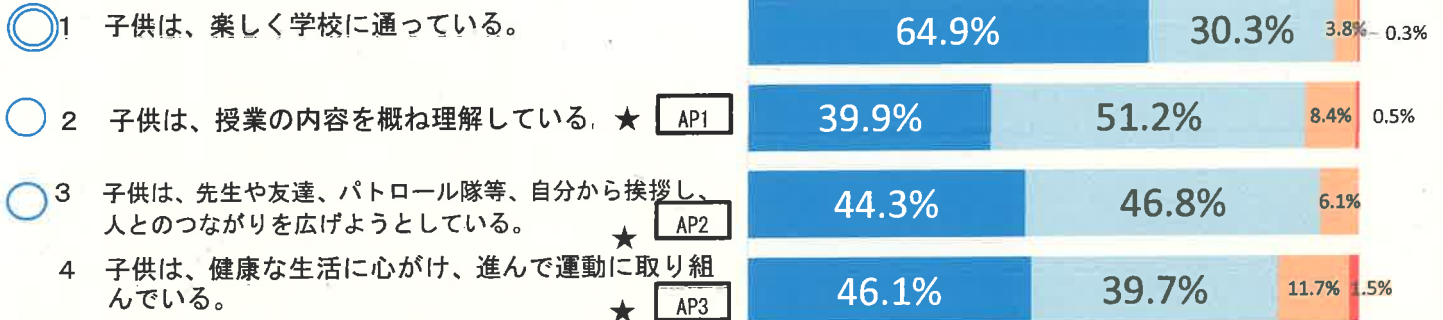 1 子供は、楽しく学校に通っている。
64.9% 30.3% 3.8% 0.3%
2 子供は、授業の内容を概ね理解している。★ AP1
39.9% 51.2% 8.4% 0.5%
3 子供は、先生や友達、パトロール隊等、自分から挨拶し、
人とのつながりを広げようとしている。
★ AP2
44.3% 46.8% 6.1%
4 子供は、健康な生活に心がけ、進んで運動に取り組
んでいる。
★ AP3
46.1% 39.7% 11.7% 1.5%